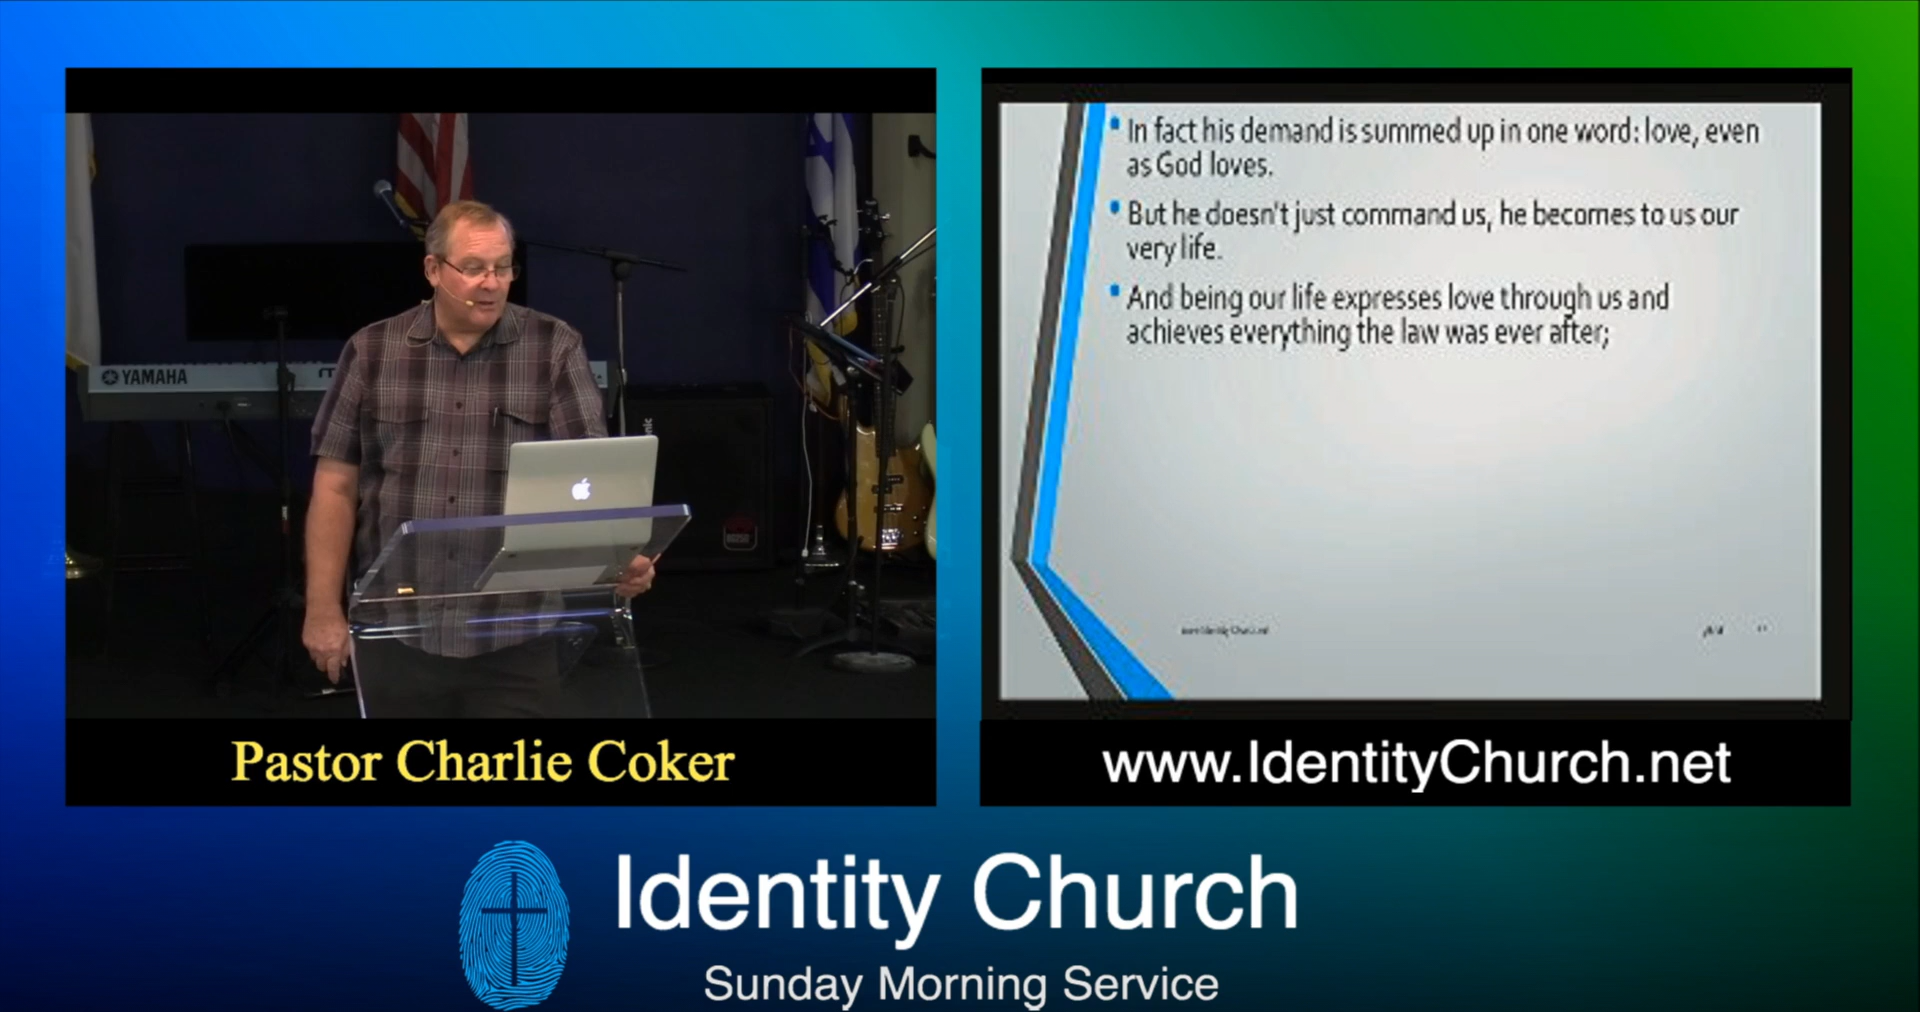 YAMAHA
Pastor Charlie Coker
In fact his demand is summed up in one word: love, even
as God loves.
But he doesn't just command us, he becomes to us our
very life.
And being our life expresses love through us and
achieves everything the law was ever after;
www.IdentityChurch.net
Identity Church
Sunday Morning Service